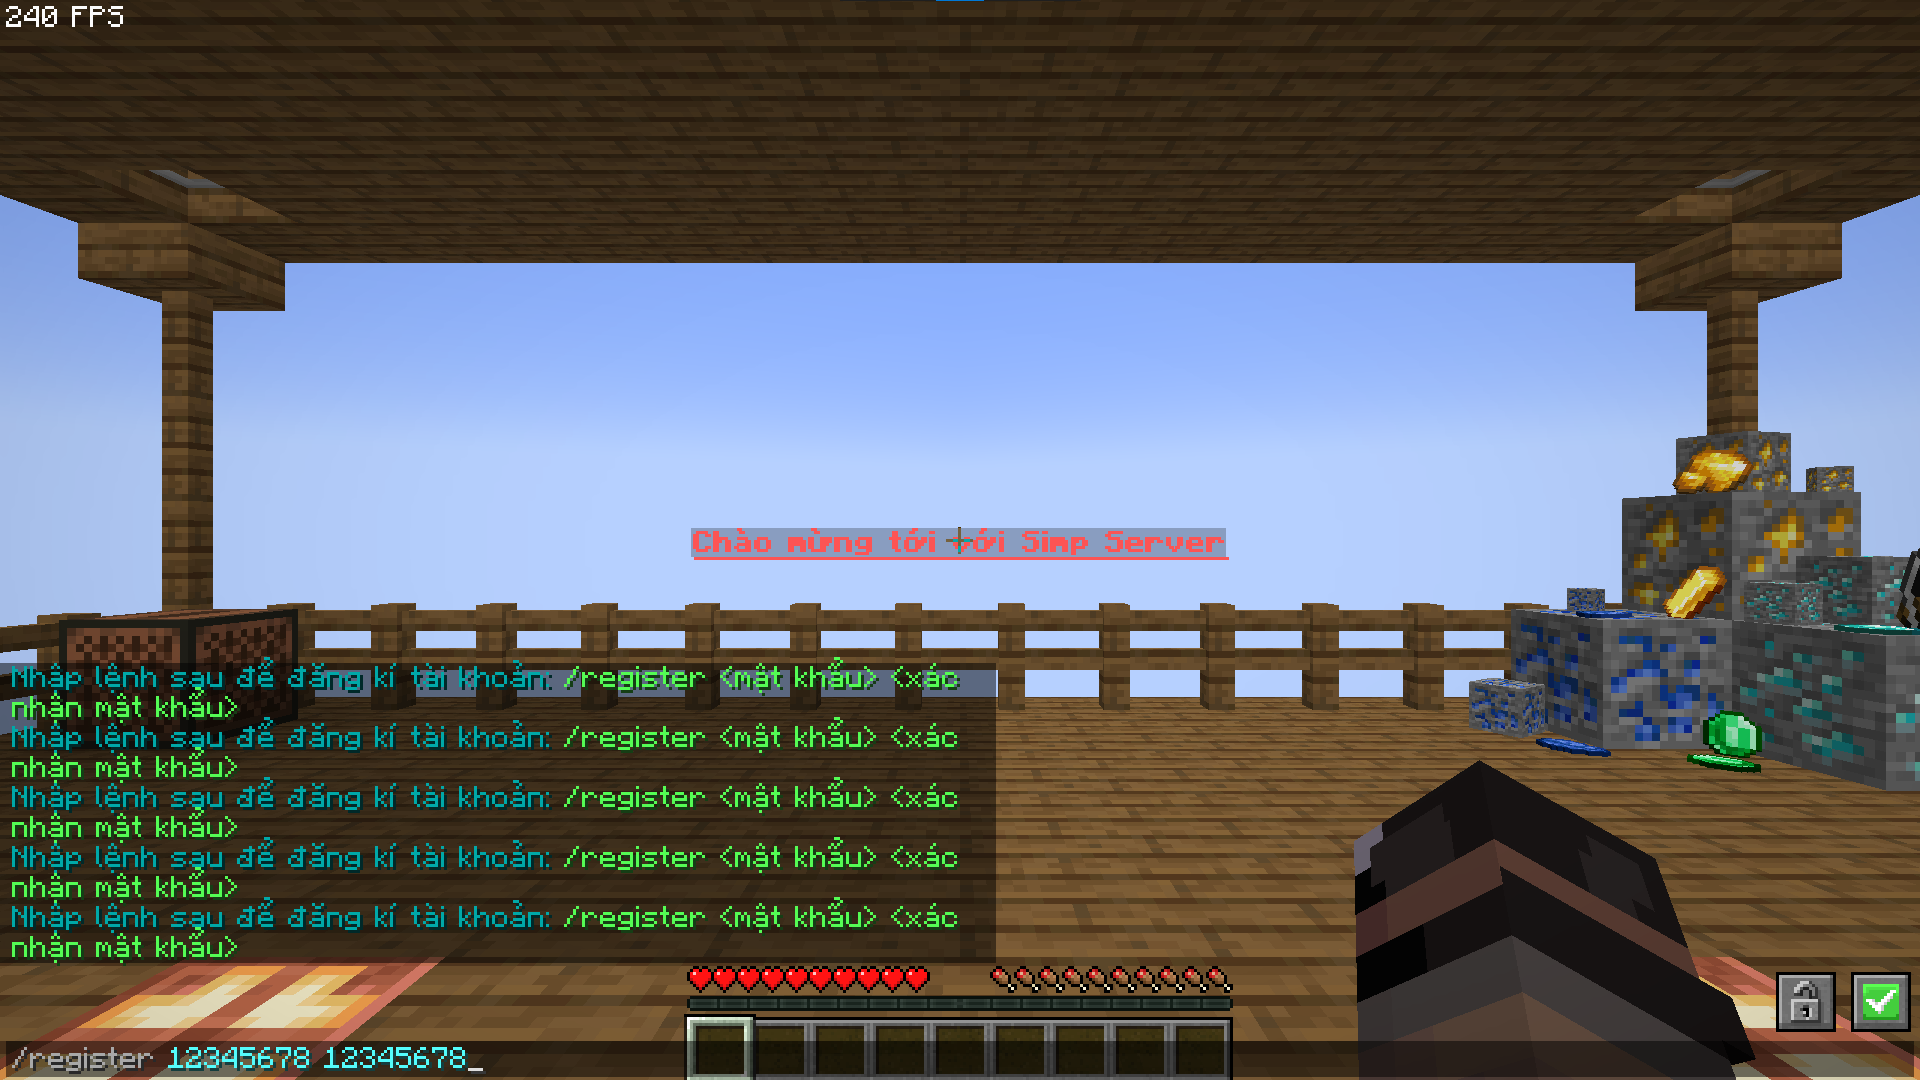 240 FPS
Chào mừng tới với Simp Server
Nhập lệnh sau để đăng kí tài khoản: /register <mật khẩu> <xác
nhận mật khẩu>
Nhập lệnh sau để đăng kí tài khoản: /register <mật khẩu> <xác
nhận mật khẩu>
Nhập lệnh sau để đăng kí tài khoản: /register <mật khẩu> <xác
nhận mật khẩu>
Nhập lệnh sau để đăng kí tài khoản: /register <mật khẩu> <xác
nhận mật khẩu>
Nhập lệnh sau để đăng kí tài khoản: /register <mật khẩu> <xác
nhận mật khẩu>
/register 12345678 12345678_